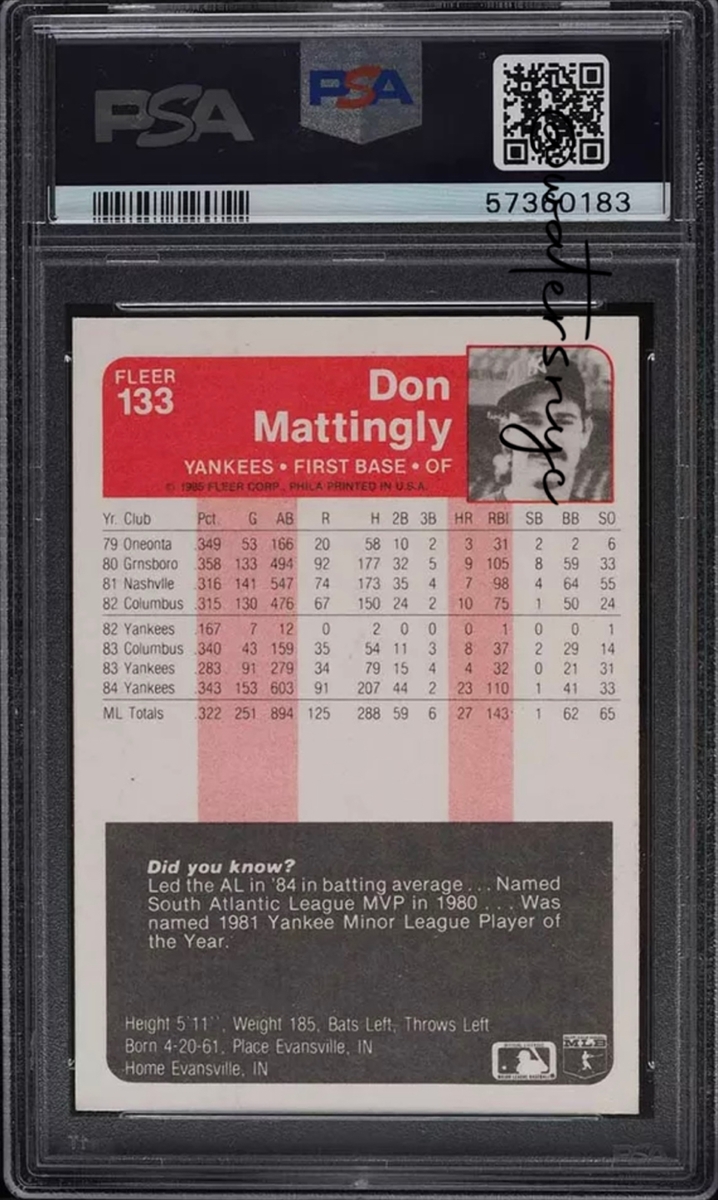 PSA
PSA
57360183
@watersnyc
FLEER
133
Don
Mattingly
YANKEES • FIRST BASE • OF
© 1985 FLEER CORP., PHILA PRINTED IN U.S.A.
Yr. Club Pct. G AB R H 2B 3B HR RBI SB BB SO
79 Oneonta .349 53 166 20 58 10 2 3 31 2 2 6
80 Grnsboro .358 133 494 92 177 32 5 9 105 8 59 33
81 Nashvlle .316 141 547 74 173 35 4 7 98 4 64 55
82 Columbus .315 130 476 67 150 24 2 10 75 1 50 24
82 Yankees .167 7 12 0 2 0 0 0 1 0 0 1
83 Columbus .340 43 159 35 54 11 3 8 37 2 29 14
83 Yankees .283 91 279 34 79 15 4 4 32 0 21 31
84 Yankees .343 153 603 91 207 44 2 23 110 1 41 33
ML Totals .322 251 894 125 288 59 6 27 143 1 62 65
Did you know?
Led the AL in '84 in batting average . . . Named
South Atlantic League MVP in 1980 . . . Was
named 1981 Yankee Minor League Player of
the Year.
Height 5'11'', Weight 185, Bats Left, Throws Left
Born 4-20-61, Place Evansville, IN
Home Evansville, IN
MLB
PSA